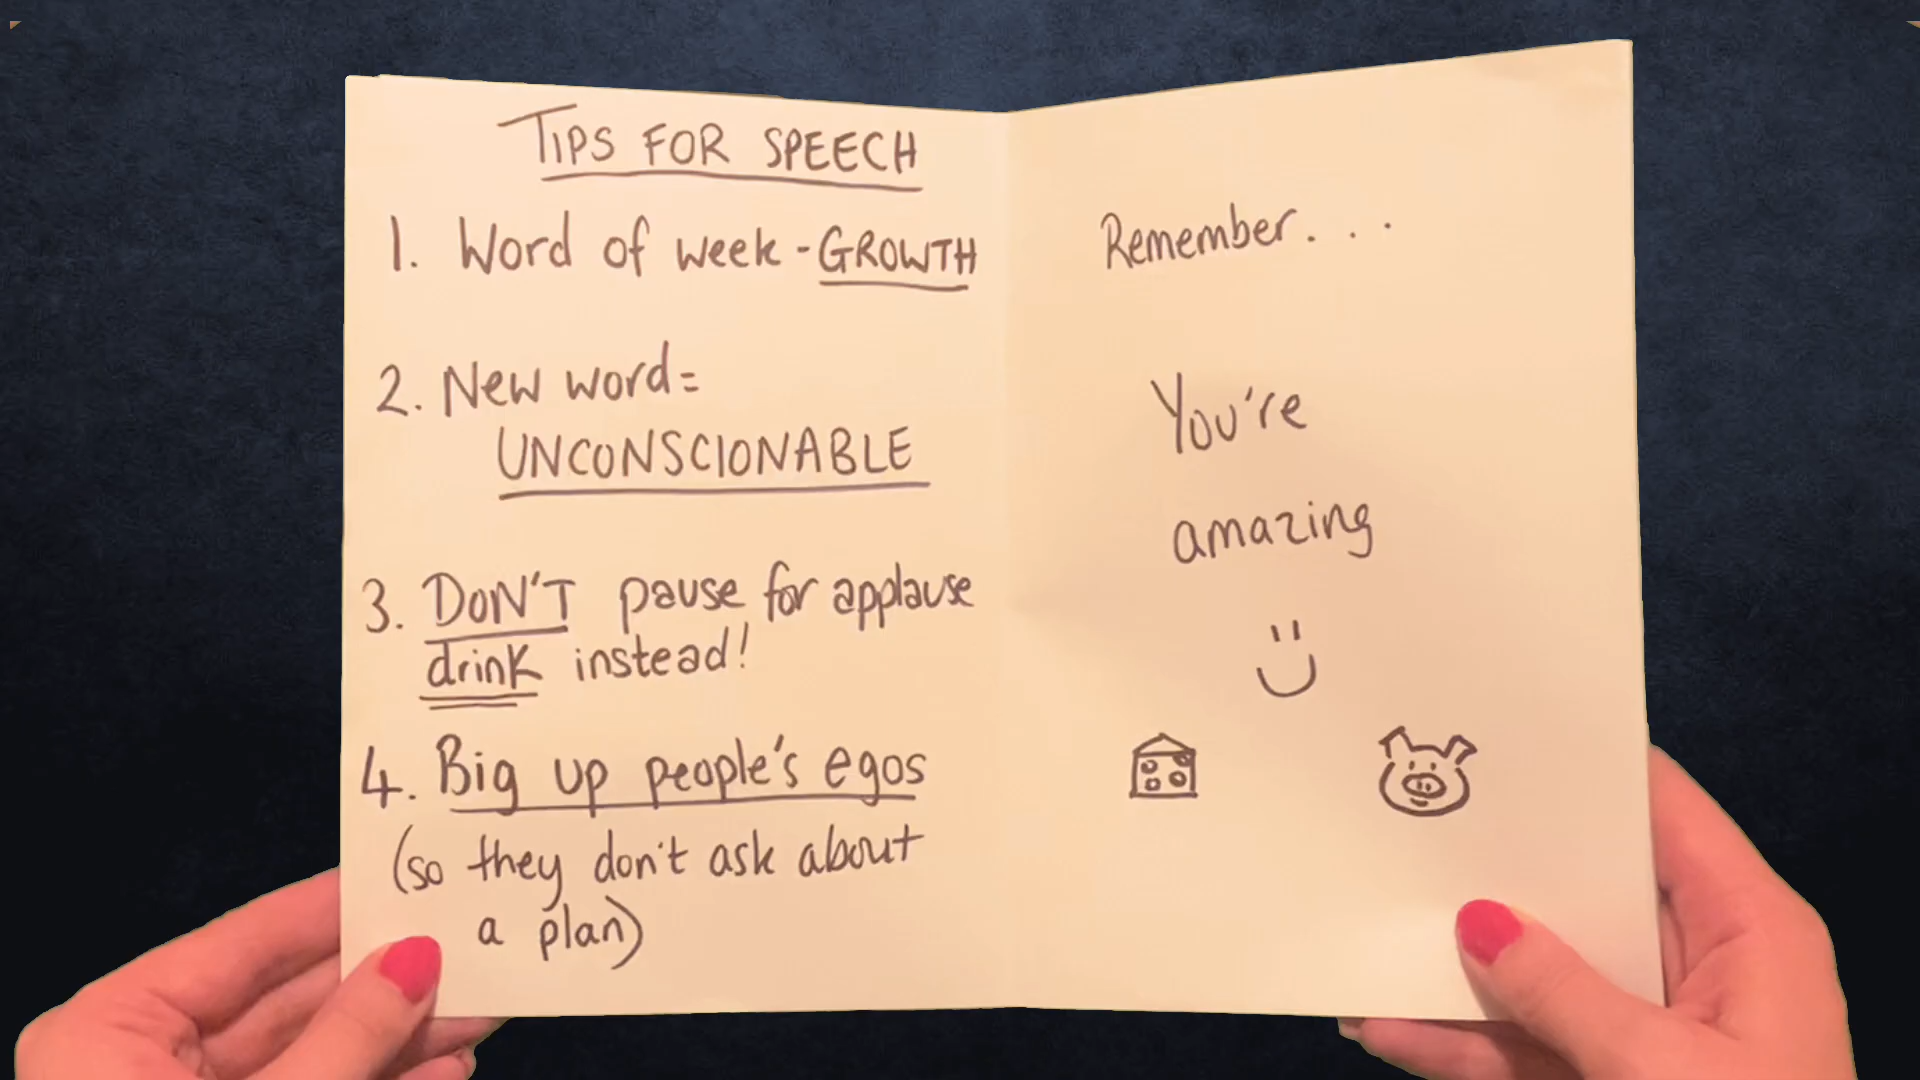 TIPS FOR SPEECH
1. Word of week - GROWTH
2. New word =
UNCONSCIONABLE
3. DON'T pause for applause
drink instead!
4. Big up people's egos
(so they don't ask about
a plan)
Remember...
You're
amazing